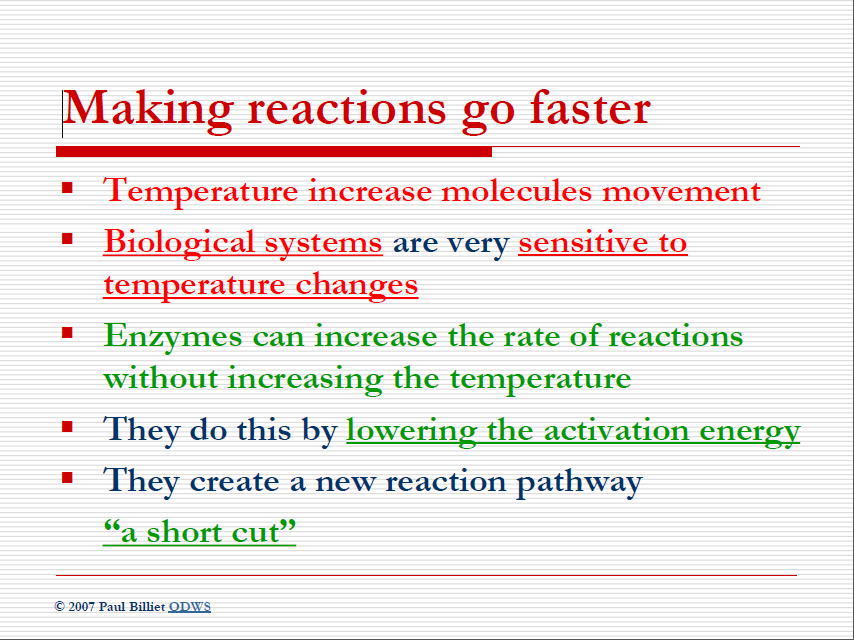 Making reactions go faster
Temperature increase molecules movement
Biological systems are very sensitive to
temperature changes
Enzymes can increase the rate of reactions
without increasing the temperature
They do this by lowering the activation energy
They create a new reaction pathway
“a short cut”
© 2007 Paul Billiet ODWS